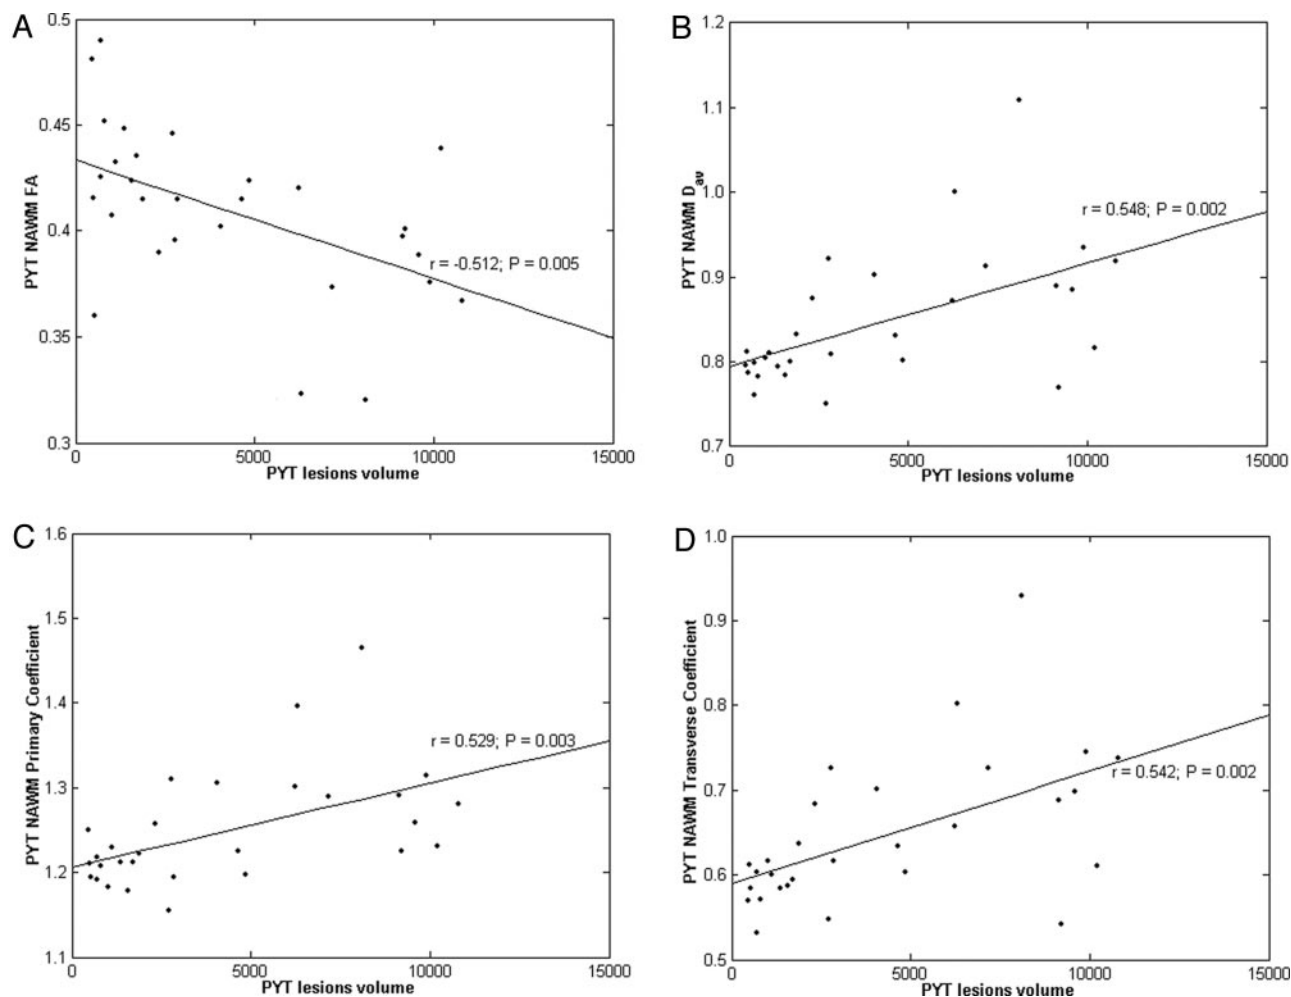 A
0.5
0.45
0.4
0.35
0.3
PYT NAWM FA
r = -0.512; P = 0.005
0
5000
10000
15000
PYT lesions volume
B
1.2
1.1
1.0
0.9
0.8
0.7
PYT NAWM Dav
r = 0.548; P = 0.002
0
5000
10000
15000
PYT lesions volume
C
1.6
1.5
1.4
1.3
1.2
1.1
PYT NAWM Primary Coefficient
r = 0.529; P = 0.003
0
5000
10000
15000
PYT lesions volume
D
1.0
0.9
0.8
0.7
0.6
0.5
PYT NAWM Transverse Coefficient
r = 0.542; P = 0.002
0
5000
10000
15000
PYT lesions volume